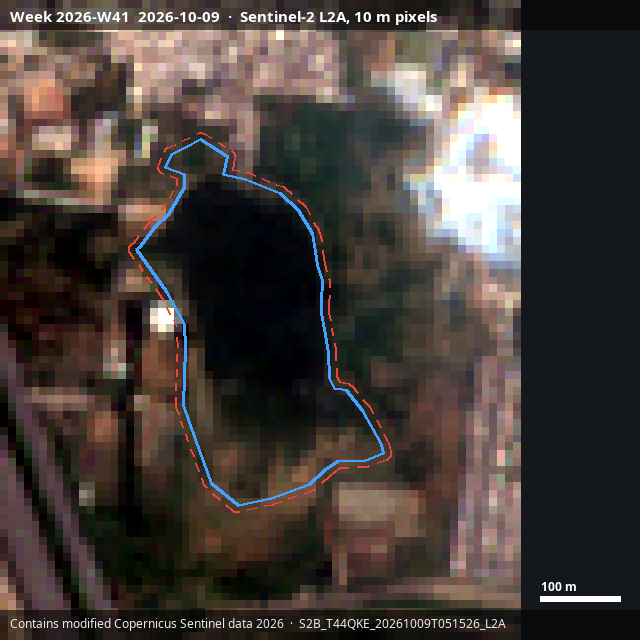 Week 2026-W41  2026-10-09  ·  Sentinel-2 L2A, 10 m pixels
100 m
Contains modified Copernicus Sentinel data 2026  ·  S2B_T44QKE_20261009T051526_L2A